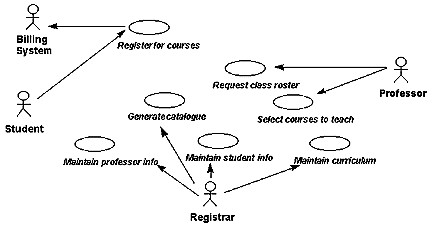 Billing
System
Register for courses
Request class roster
Professor
Student
Generate catalogue
Select courses to teach
Maintain professor info
Maintain student info
Maintain curriculum
Registrar